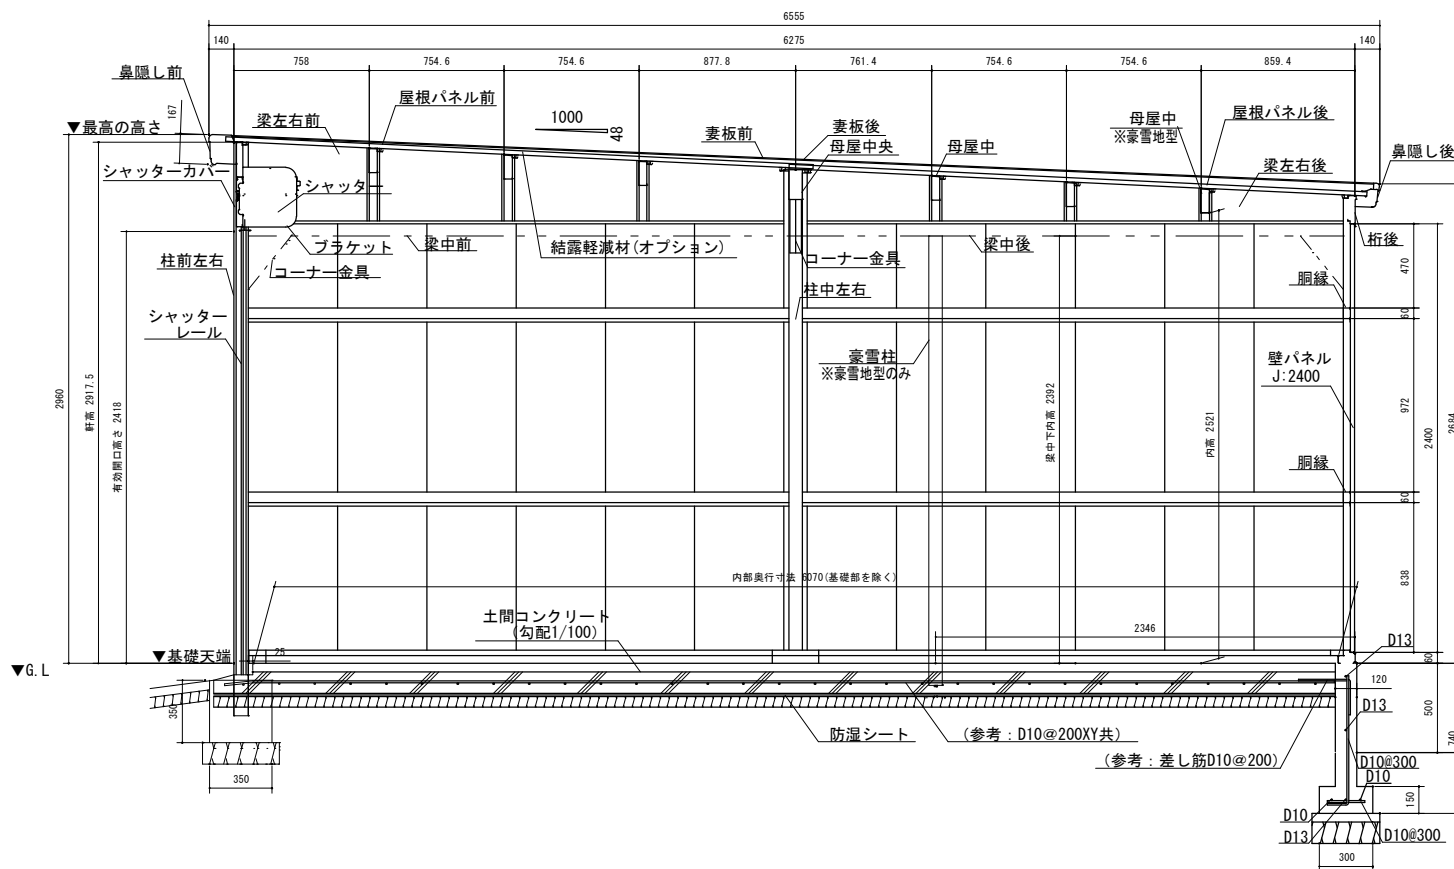 6555
140
6275
140
758
754.6
754.6
877.8
761.4
754.6
754.6
859.4
鼻隠し前
167
▼最高の高さ
梁左右前
屋根パネル前
1000
48
妻板前
妻板後
母屋中央
母屋中
母屋中
※豪雪地型
屋根パネル後
梁左右後
鼻隠し後
シャッターカバー
シャッター
ブラケット
梁中前
結露軽減材(オプション)
コーナー金具
コーナー金具
梁中後
桁後
柱前左右
柱中左右
胴縁
470
60
シャッター
レール
豪雪柱
※豪雪地型のみ
壁パネル
J:2400
2960
軒高 2917.5
有効開口高さ 2418
梁中下内高 2392
内高 2521
972
2400
2684
胴縁
60
838
内部奥行寸法 6070(基礎部を除く)
土間コンクリート
(勾配1/100)
2346
▼基礎天端
25
▼G.L
D13
60
120
350
D13
500
740
防湿シート
(参考：D10@200XY共)
(参考：差し筋D10@200)
D10@300
D10
350
150
D10
D13
D10@300
300